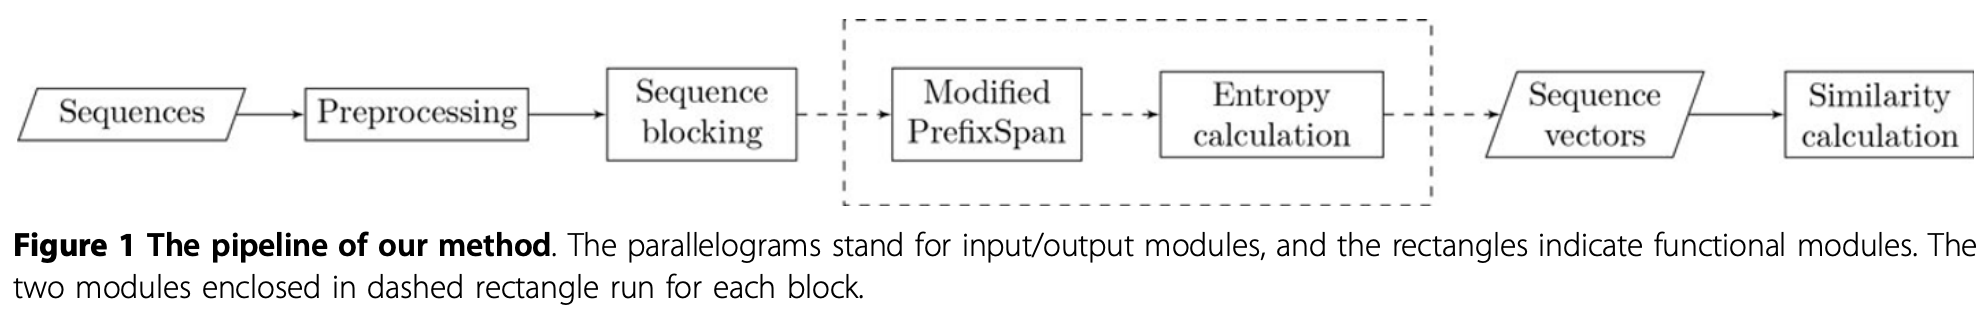 Sequences
Preprocessing
Sequence
blocking
Modified
PrefixSpan
Entropy
calculation
Sequence
vectors
Similarity
calculation
Figure 1 The pipeline of our method. The parallelograms stand for input/output modules, and the rectangles indicate functional modules. The
two modules enclosed in dashed rectangle run for each block.